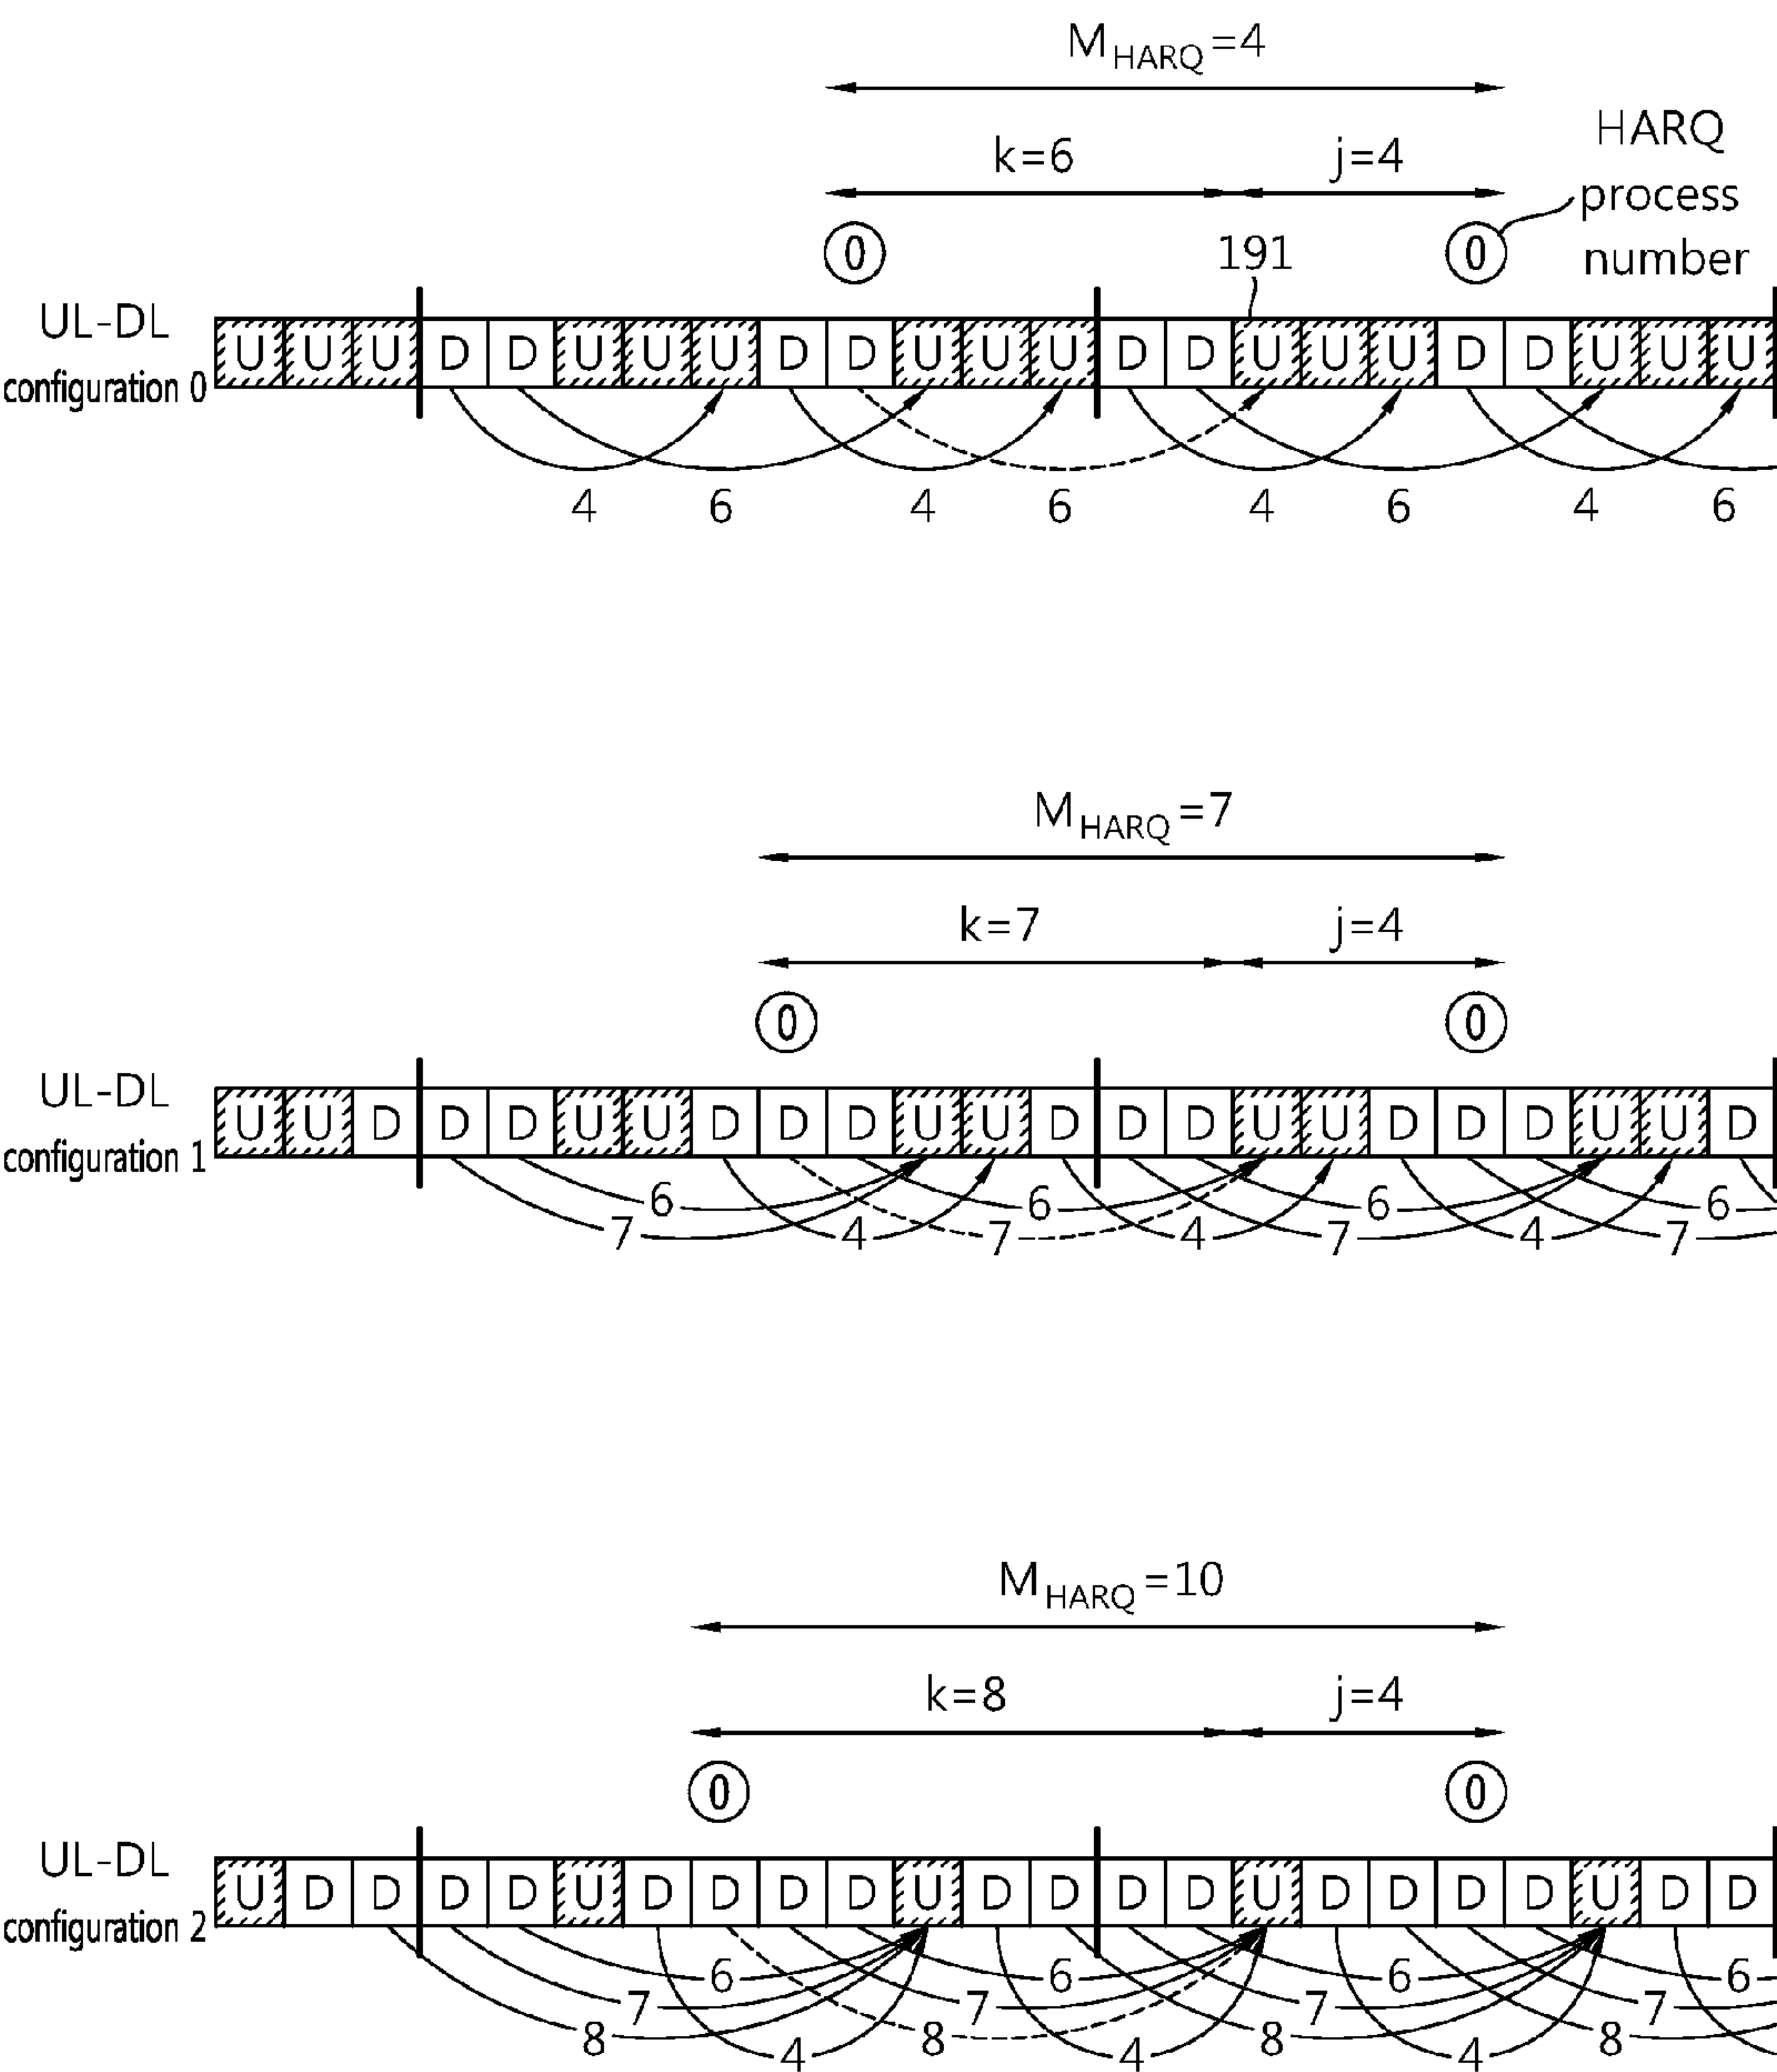 M_HARQ=4
k=6 j=4
HARQ process number
0 191 0
UL-DL configuration 0
U U U D D U U U D D U U U D D U U U D D U U U
4 6 4 6 4 6 4 6
M_HARQ=7
k=7 j=4
0 0
UL-DL configuration 1
U U D D D U U D D D U U D D D U U D D D U U D
6 6 6 6
7 4 7 4 7 4 7
M_HARQ=10
k=8 j=4
0 0
UL-DL configuration 2
U D D D D U D D D D U D D D D U D D D D U D D
6 6 6 6
7 7 7 7
8 4 8 4 8 4 8